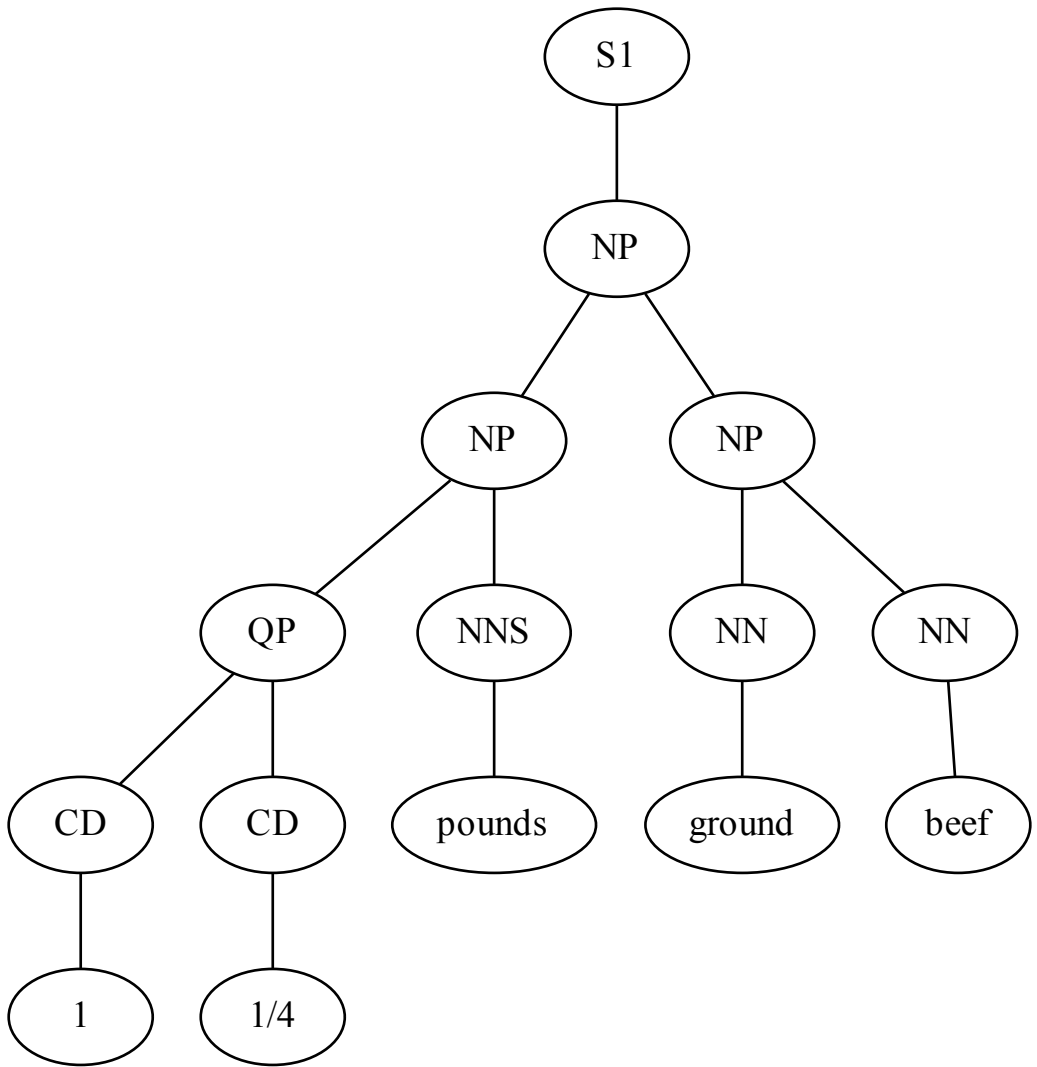 S1
NP
NP NP
QP NNS NN NN
CD CD pounds ground beef
1 1/4